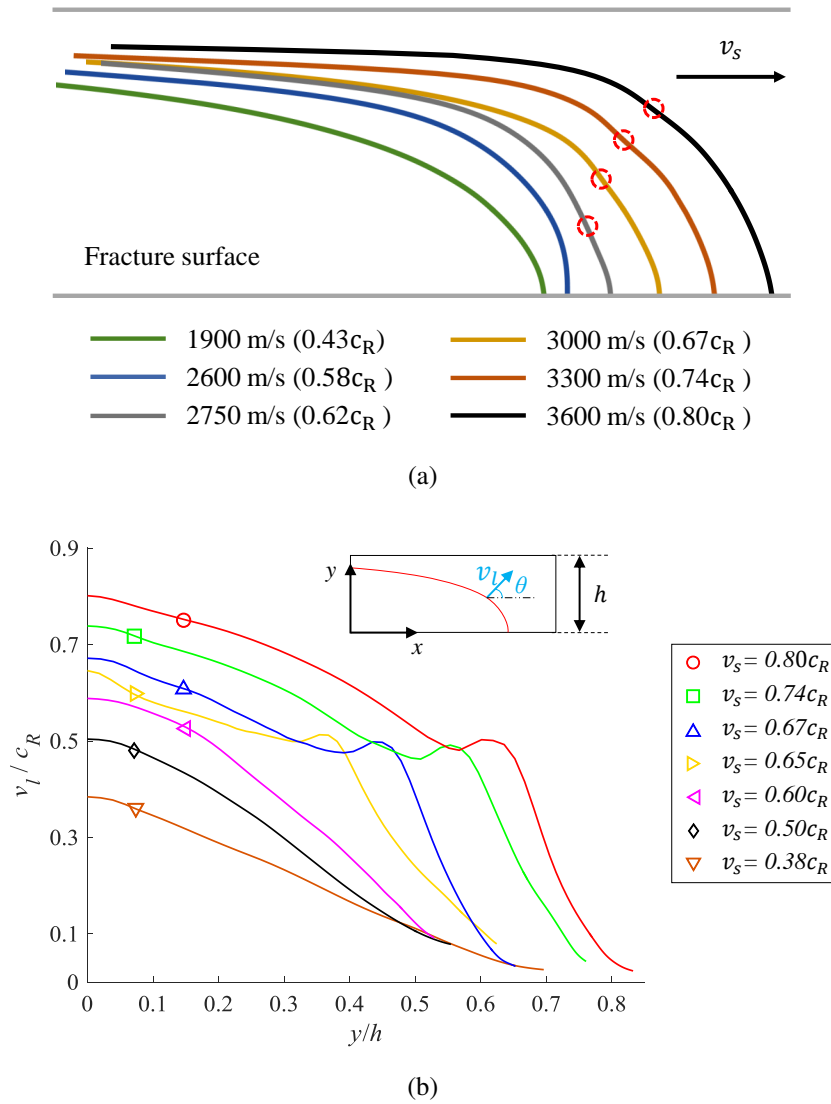 v_s
Fracture surface
1900 m/s (0.43c_R) 3000 m/s (0.67c_R )
2600 m/s (0.58c_R ) 3300 m/s (0.74c_R )
2750 m/s (0.62c_R ) 3600 m/s (0.80c_R )
(a)
0.9
0.7
0.5
0.3
0.1
0
v_l / c_R
y
v_l
θ
h
x
v_s = 0.80c_R
v_s = 0.74c_R
v_s = 0.67c_R
v_s = 0.65c_R
v_s = 0.60c_R
v_s = 0.50c_R
v_s = 0.38c_R
0 0.1 0.2 0.3 0.4 0.5 0.6 0.7 0.8
y/h
(b)